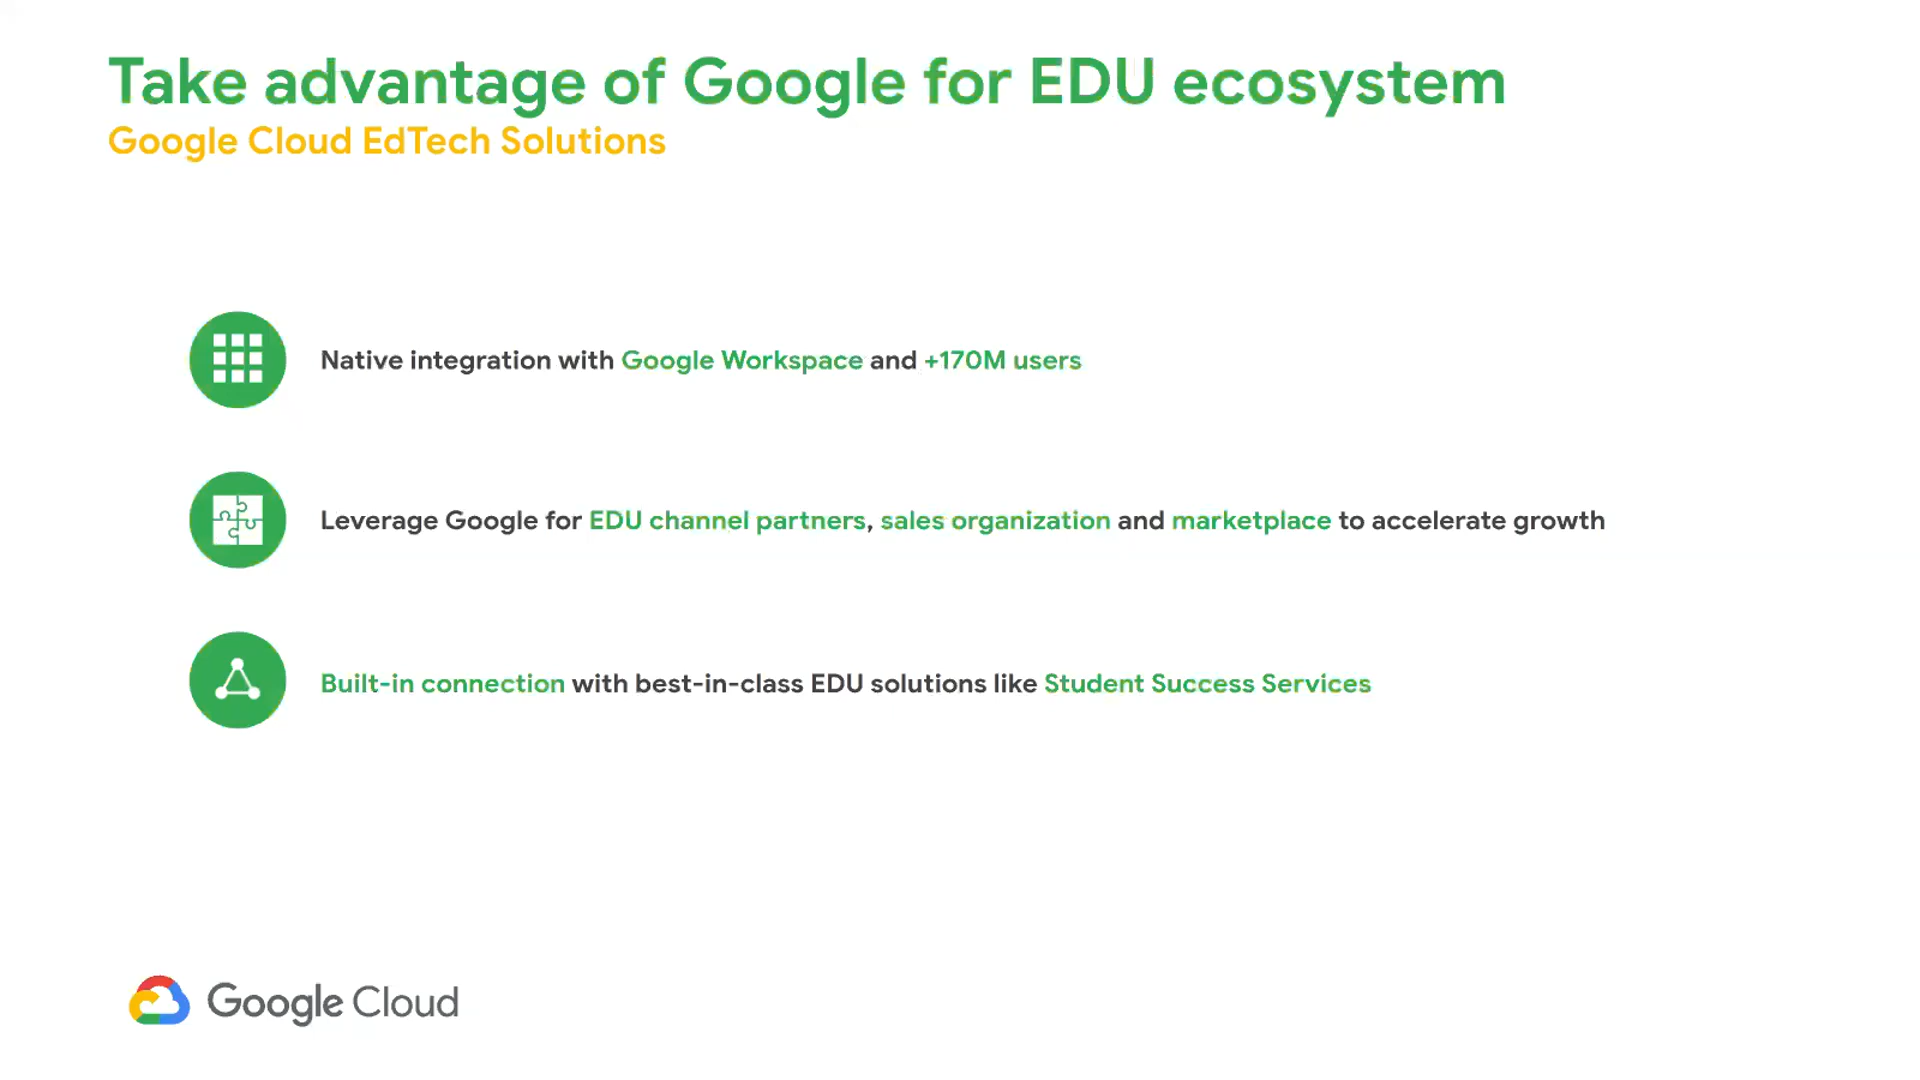 Take advantage of Google for EDU ecosystem
Google Cloud EdTech Solutions
Native integration with Google Workspace and +170M users
Leverage Google for EDU channel partners, sales organization and marketplace to accelerate growth
Built-in connection with best-in-class EDU solutions like Student Success Services
Google Cloud